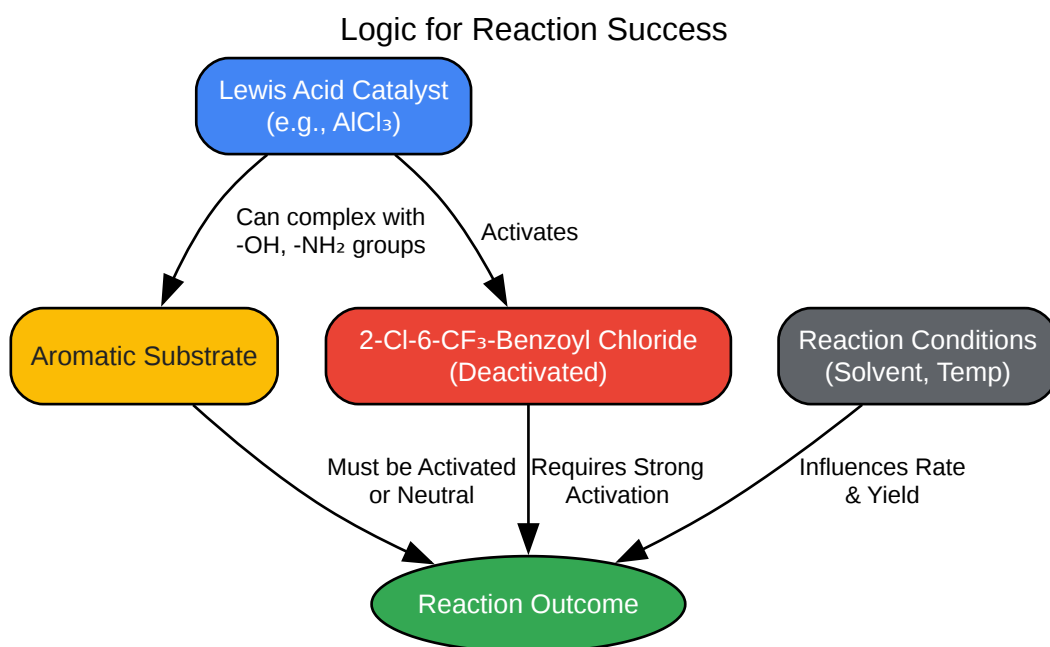 Logic for Reaction Success
Lewis Acid Catalyst
(e.g., AlCl₃)
Can complex with
-OH, -NH₂ groups
Activates
Aromatic Substrate
2-Cl-6-CF₃-Benzoyl Chloride
(Deactivated)
Reaction Conditions
(Solvent, Temp)
Must be Activated
or Neutral
Requires Strong
Activation
Influences Rate
& Yield
Reaction Outcome